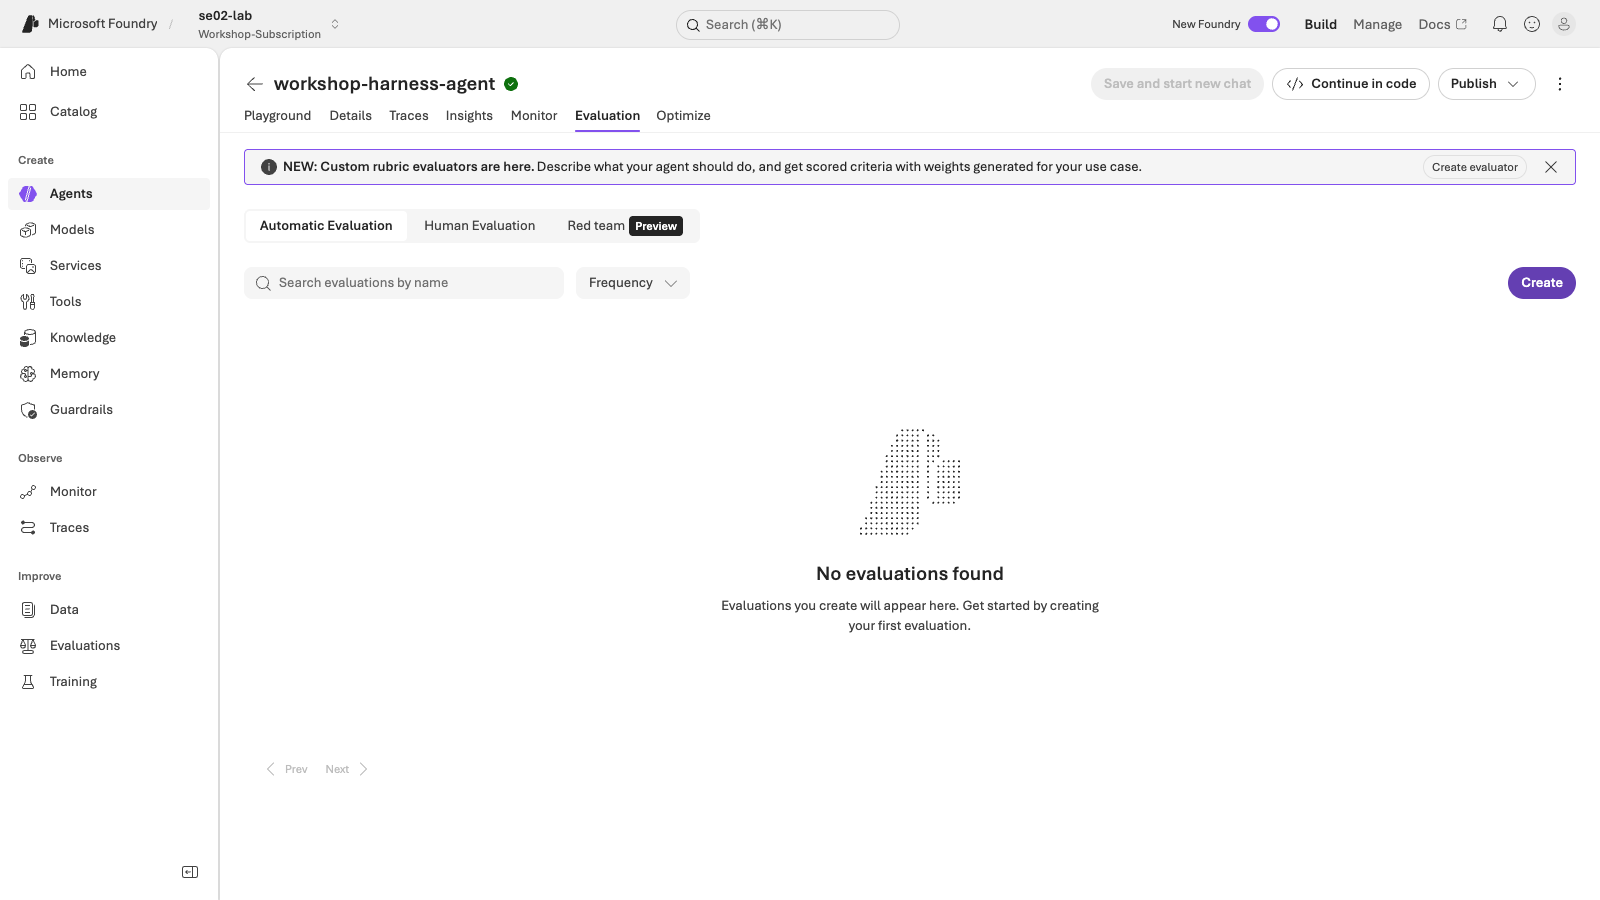 Microsoft Foundry / se02-lab
Workshop-Subscription
Search (⌘K)
New Foundry
Build
Manage
Docs
Home
Catalog
Create
Agents
Models
Services
Tools
Knowledge
Memory
Guardrails
Observe
Monitor
Traces
Improve
Data
Evaluations
Training
workshop-harness-agent
Save and start new chat
Continue in code
Publish
Playground Details Traces Insights Monitor Evaluation Optimize
NEW: Custom rubric evaluators are here. Describe what your agent should do, and get scored criteria with weights generated for your use case.
Create evaluator
Automatic Evaluation Human Evaluation Red team Preview
Search evaluations by name
Frequency
Create
No evaluations found
Evaluations you create will appear here. Get started by creating
your first evaluation.
Prev Next